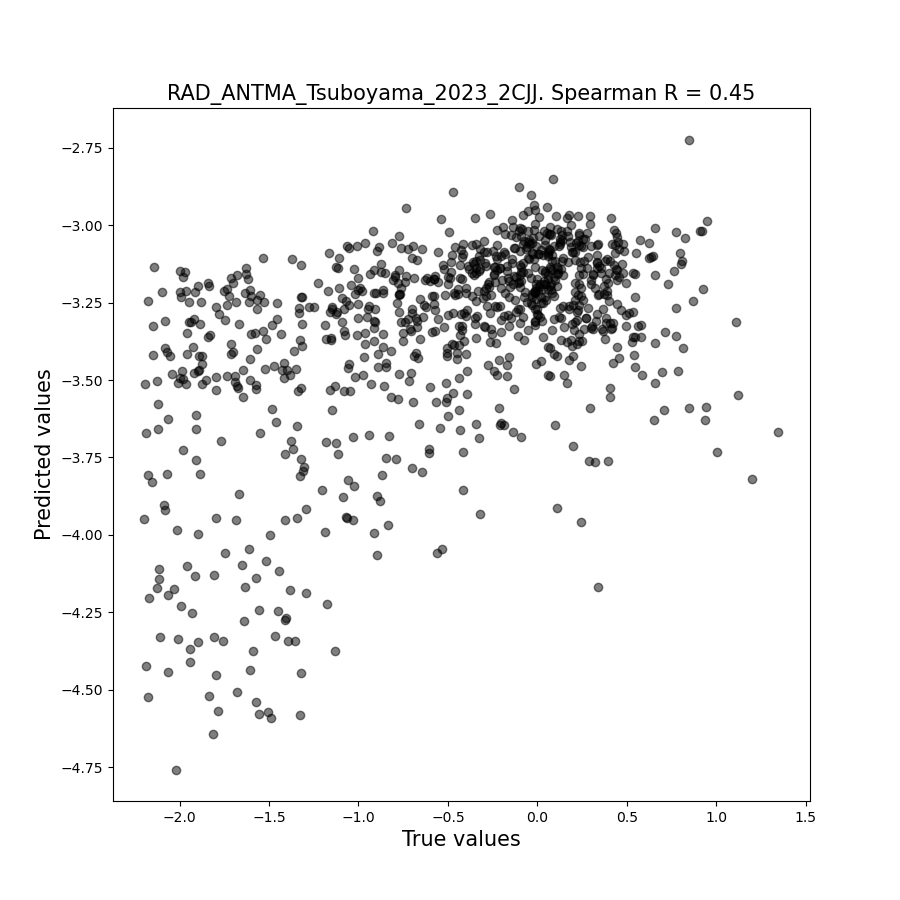 RAD_ANTMA_Tsuboyama_2023_2CJJ. Spearman R = 0.45
Predicted values
−2.75
−3.00
−3.25
−3.50
−3.75
−4.00
−4.25
−4.50
−4.75
−2.0 −1.5 −1.0 −0.5 0.0 0.5 1.0 1.5
True values